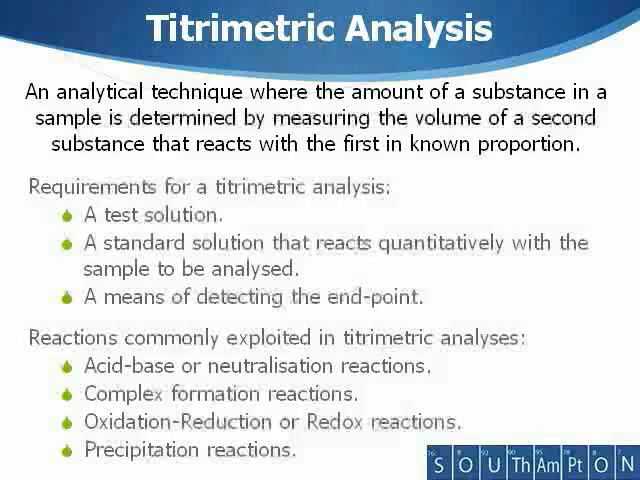 Titrimetric Analysis
An analytical technique where the amount of a substance in a
sample is determined by measuring the volume of a second
substance that reacts with the first in known proportion.
Requirements for a titrimetric analysis:
A test solution.
A standard solution that reacts quantitatively with the
sample to be analysed.
A means of detecting the end-point.
Reactions commonly exploited in titrimetric analyses:
Acid-base or neutralisation reactions.
Complex formation reactions.
Oxidation-Reduction or Redox reactions.
Precipitation reactions.
S O U Th Am Pt O N